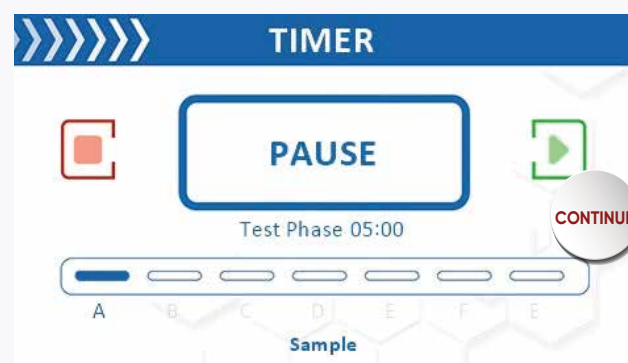 TIMER
PAUSE
CONTINU
Test Phase 05:00
A B C D E F E
Sample